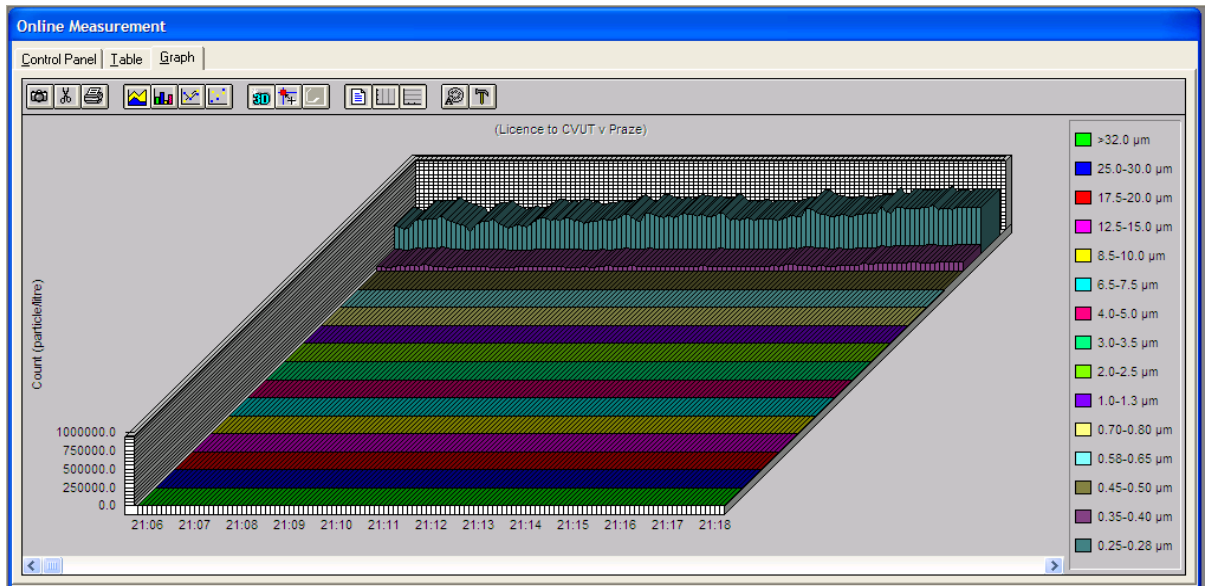 Online Measurement
Control Panel Table Graph
3D
(Licence to CVUT v Praze)
Count (particle/litre)
1000000.0
750000.0
500000.0
250000.0
0.0
21:06 21:07 21:08 21:09 21:10 21:11 21:12 21:13 21:14 21:15 21:16 21:17 21:18
>32.0 µm
25.0-30.0 µm
17.5-20.0 µm
12.5-15.0 µm
8.5-10.0 µm
6.5-7.5 µm
4.0-5.0 µm
3.0-3.5 µm
2.0-2.5 µm
1.0-1.3 µm
0.70-0.80 µm
0.58-0.65 µm
0.45-0.50 µm
0.35-0.40 µm
0.25-0.28 µm